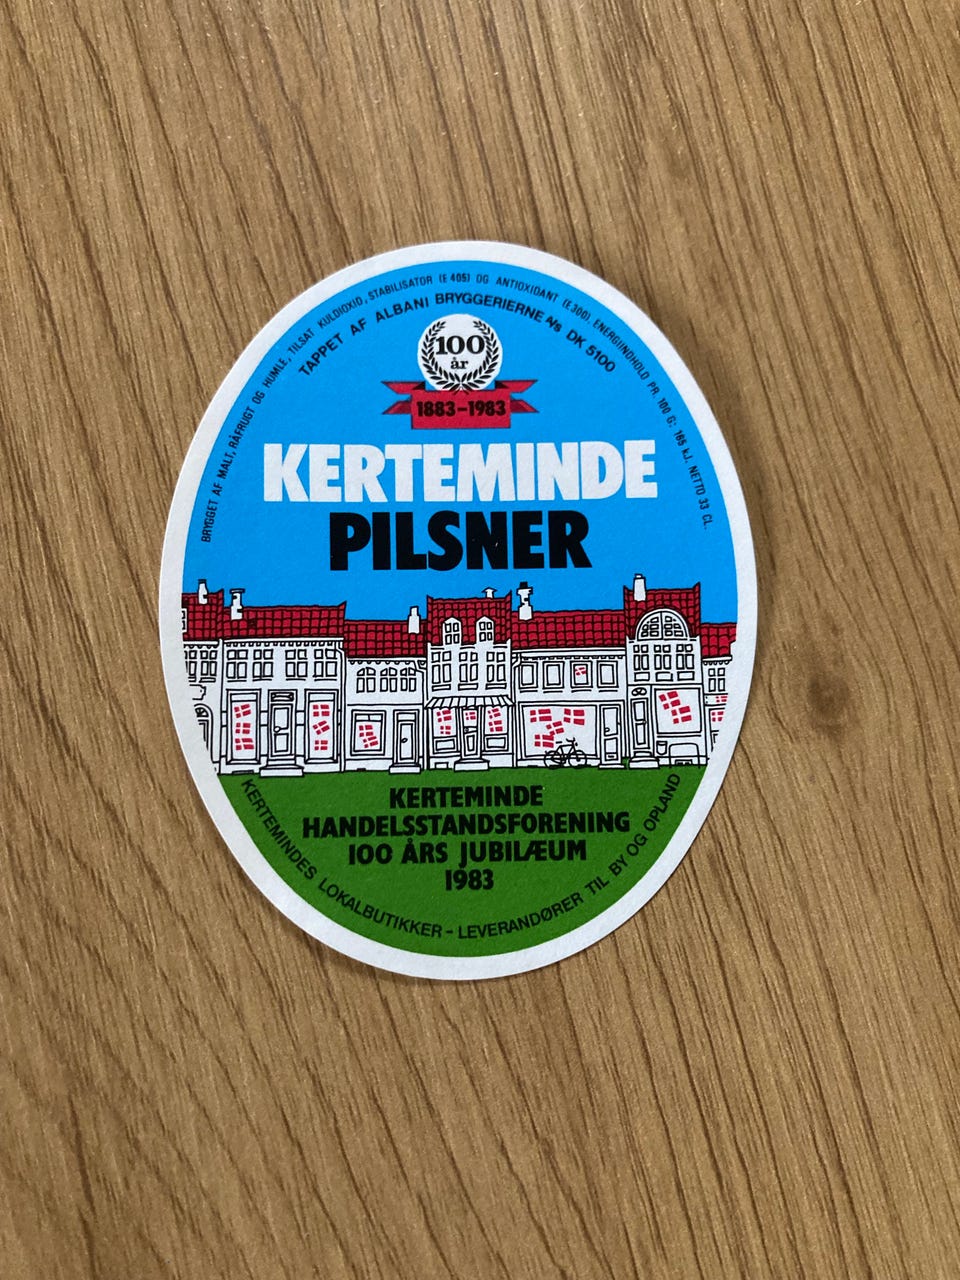 BRYGGET AF MALT, RÅFRUGT OG HUMLE, TILSAT KULDIOXID, STABILISATOR (E 405) OG ANTIOXIDANT (E 300). ENERGIINDHOLD PR. 100 G: 165 kJ. NETTO 33 CL.
TAPPET AF ALBANI BRYGGERIERNE A/S DK 5100
100
år
1883-1983
KERTEMINDE
PILSNER
KERTEMINDE
HANDELSSTANDSFORENING
100 ÅRS JUBILÆUM
1983
KERTEMINDES LOKALBUTIKKER - LEVERANDØRER TIL BY OG OPLAND